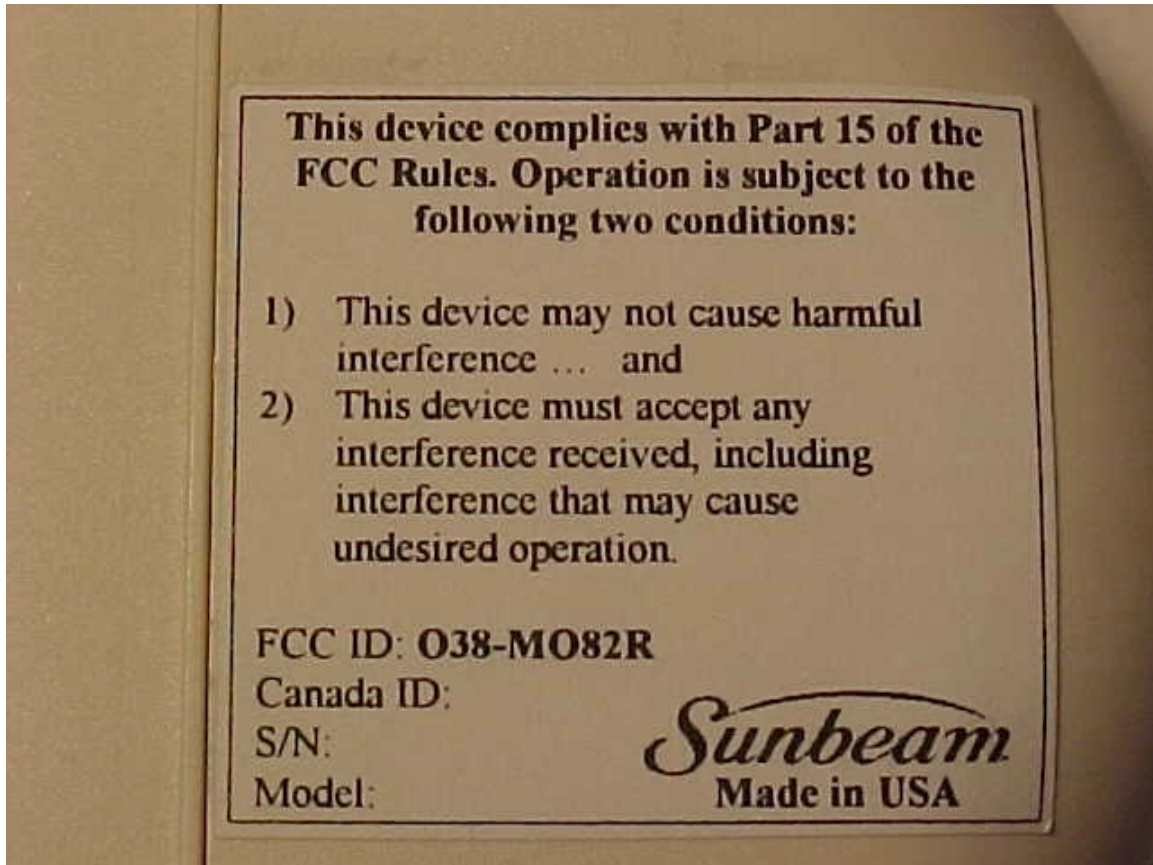 This device complies with Part 15 of the
FCC Rules. Operation is subject to the
following two conditions:
1) This device may not cause harmful
interference ... and
2) This device must accept any
interference received, including
interference that may cause
undesired operation.
FCC ID: O38-MO82R
Canada ID:
S/N:
Model:
Sunbeam
Made in USA